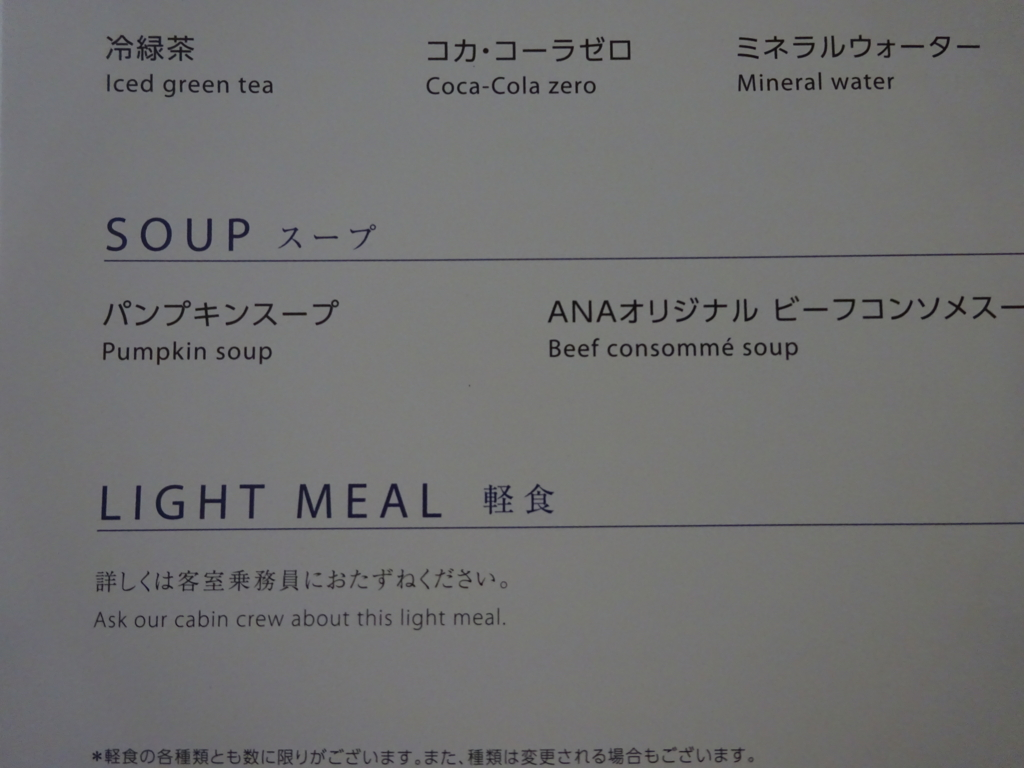 冷緑茶 コカ・コーラゼロ ミネラルウォーター
Iced green tea Coca-Cola zero Mineral water
SOUP スープ
パンプキンスープ ANAオリジナル ビーフコンソメスー
Pumpkin soup Beef consommé soup
LIGHT MEAL 軽食
詳しくは客室乗務員におたずねください。
Ask our cabin crew about this light meal.
*軽食の各種類とも数に限りがございます。また、種類は変更される場合もございます。